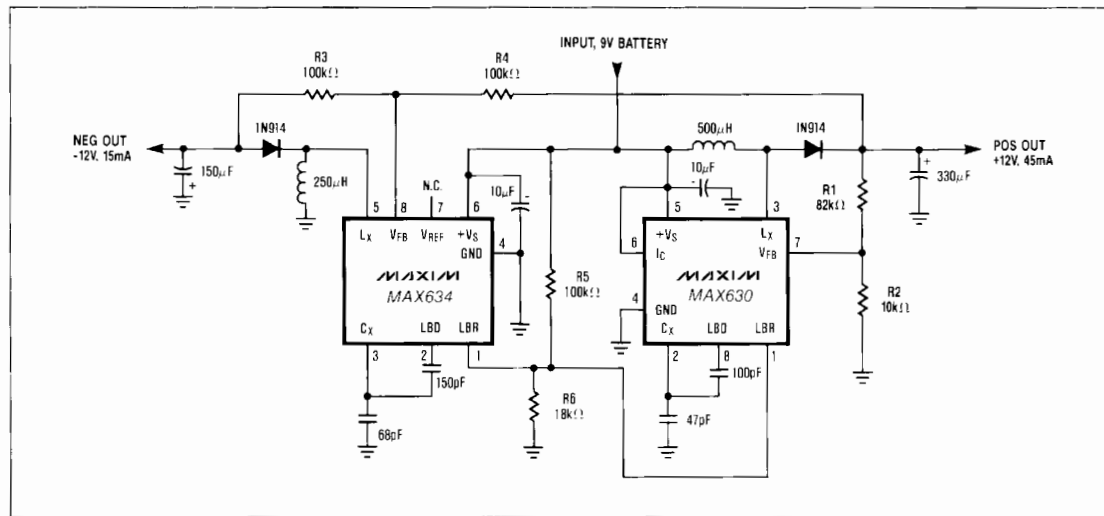 INPUT, 9V BATTERY
R3
100kΩ
R4
100kΩ
NEG OUT
-12V, 15mA
150µF
+
1N914
250µH
N.C.
10µF
-
500µH
1N914
10µF
-
POS OUT
+12V, 45mA
+
330µF
R1
82kΩ
R2
10kΩ
5
8
7
6
LX
VFB
VREF
+VS
GND
4
MAXIM
MAX634
CX
LBD
LBR
3
2
1
150pF
68pF
R5
100kΩ
R6
18kΩ
5
3
+VS
LX
6
IC
VFB
7
MAXIM
MAX630
4
GND
CX
LBD
LBR
2
8
1
100pF
47pF